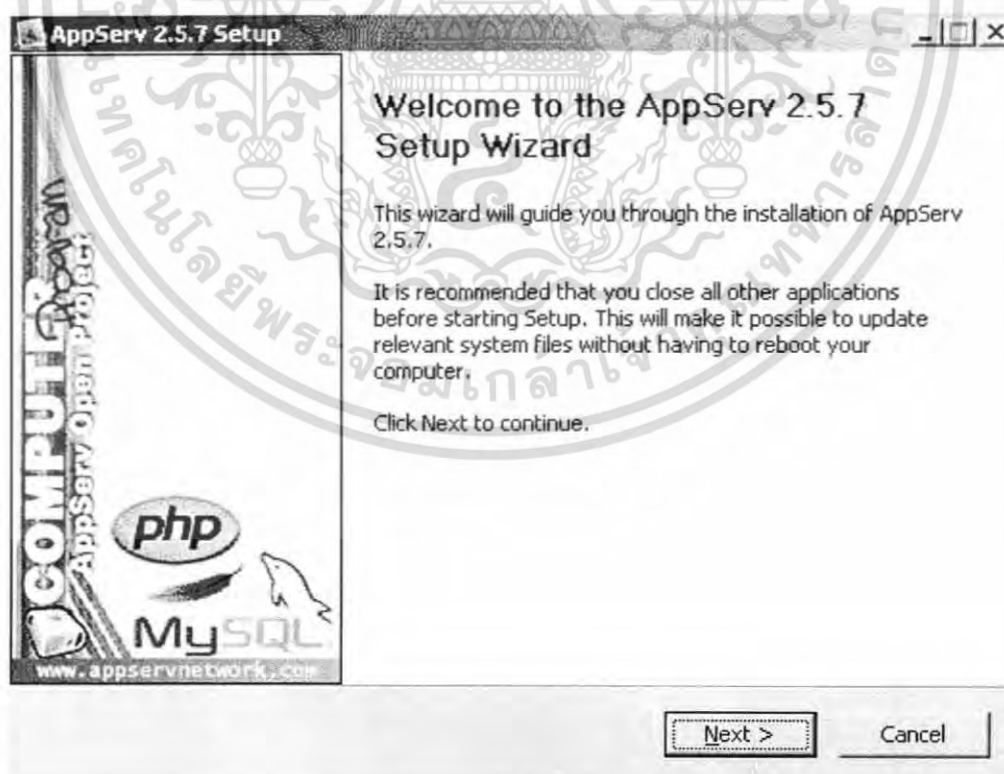 AppServ 2.5.7 Setup
Welcome to the AppServ 2.5.7
Setup Wizard
This wizard will guide you through the installation of AppServ
2.5.7.
It is recommended that you close all other applications
before starting Setup. This will make it possible to update
relevant system files without having to reboot your
computer.
Click Next to continue.
COMPUTER
AppServ Open Project
php
MySQL
www.appservnetwork.com
Next >
Cancel